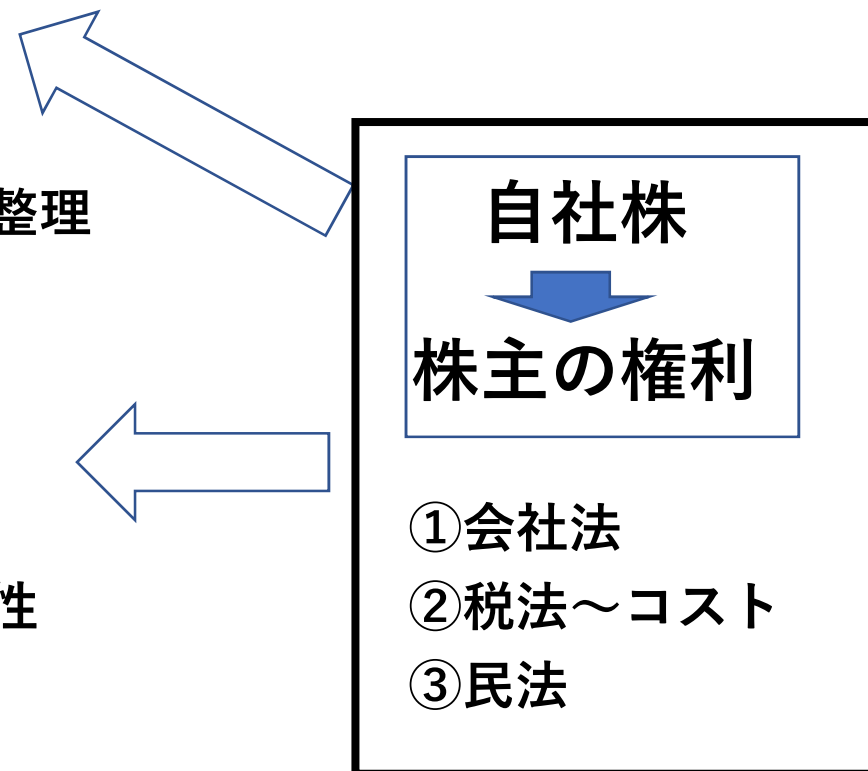 整理
性
自社株
株主の権利
①会社法
②税法～コスト
③民法